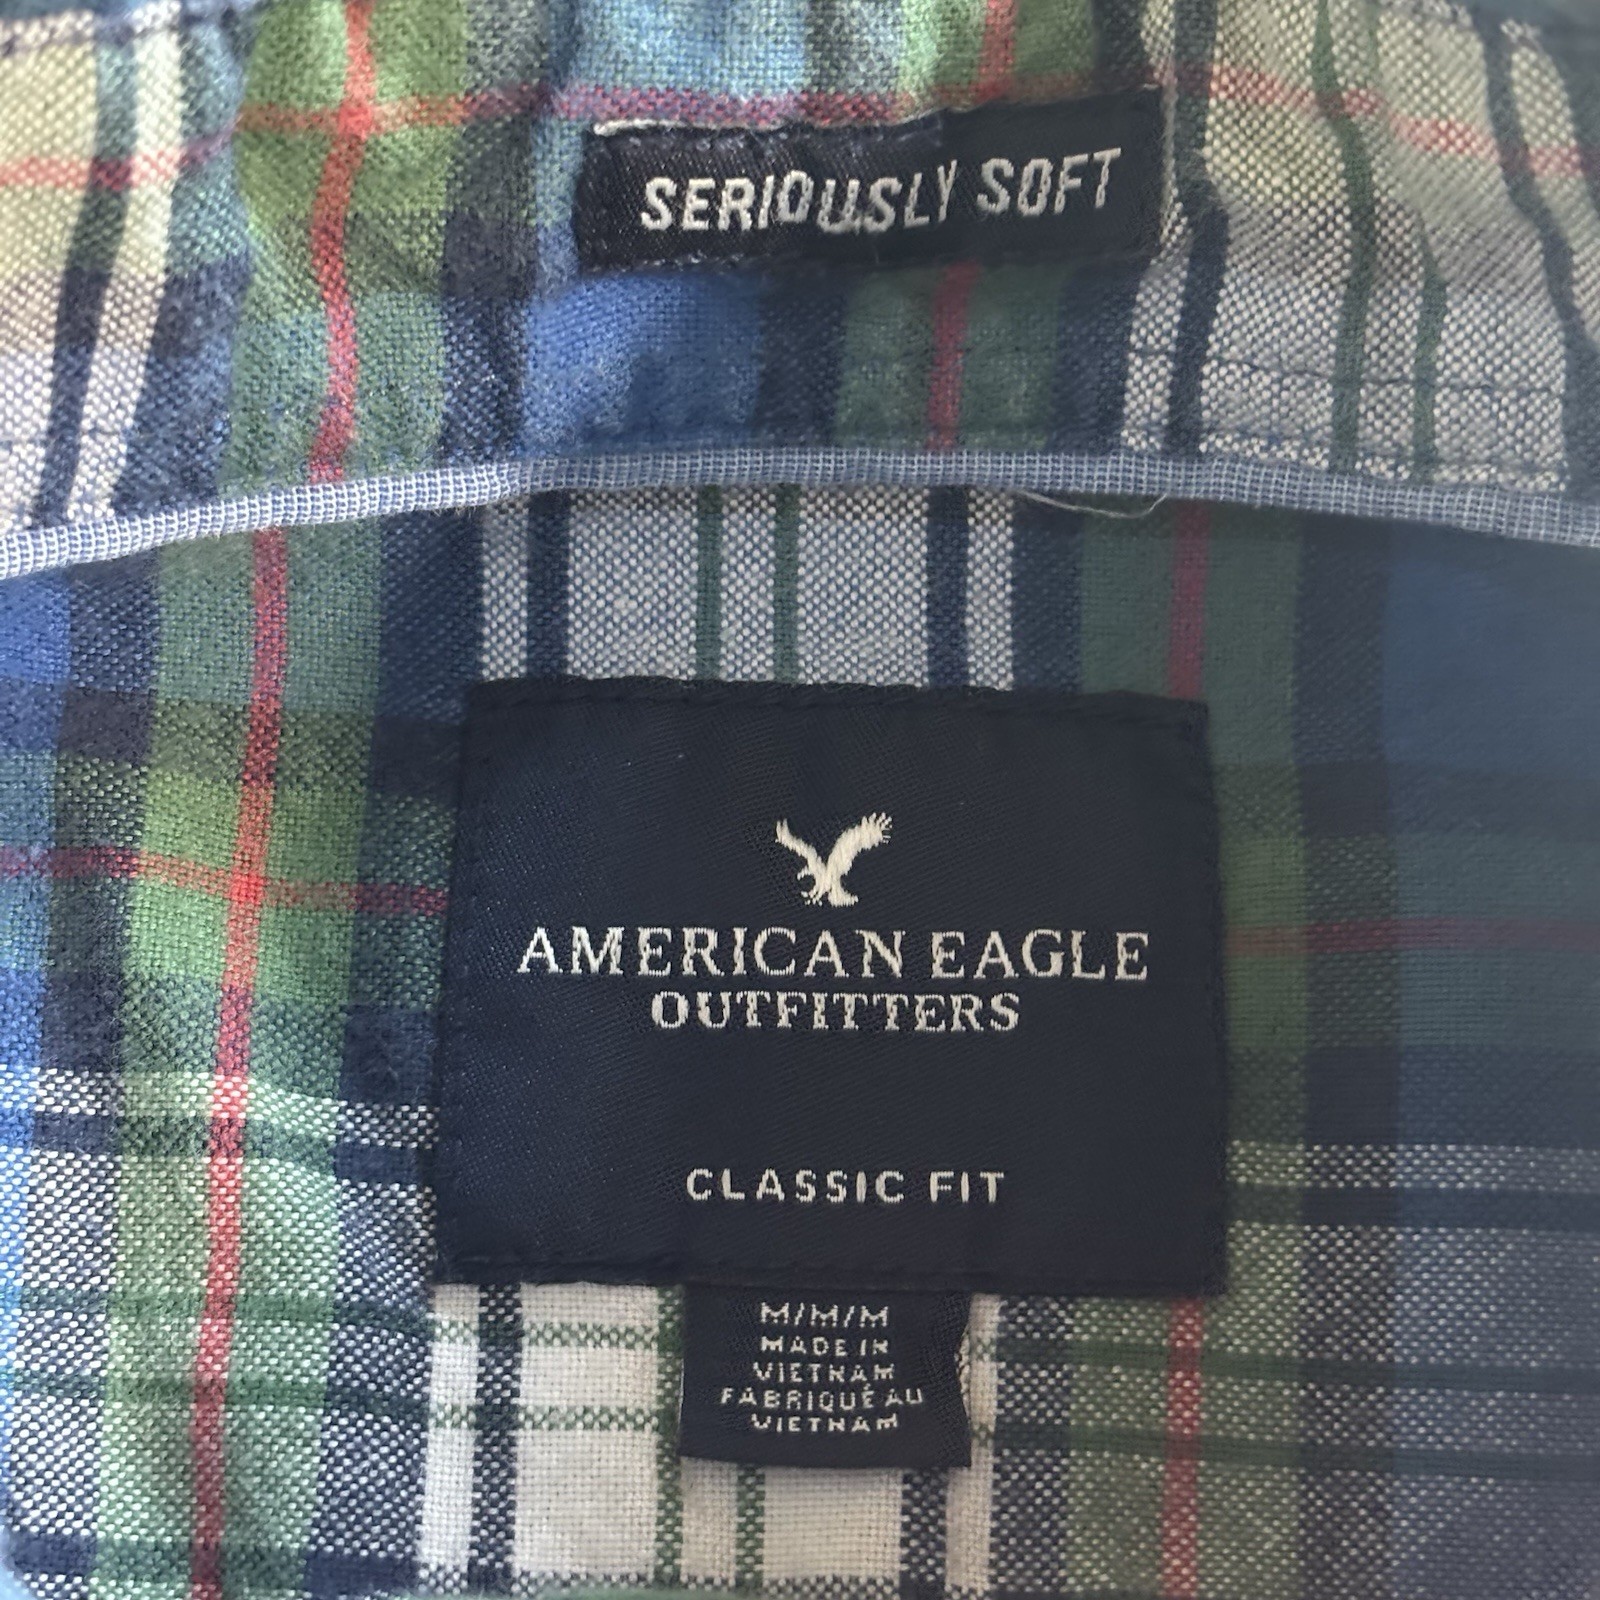 SERIOUSLY SOFT
AMERICAN EAGLE
OUTFITTERS
CLASSIC FIT
M/M/M
MADE IN
VIETNAM
FABRIQUÉ AU
VIETNAM